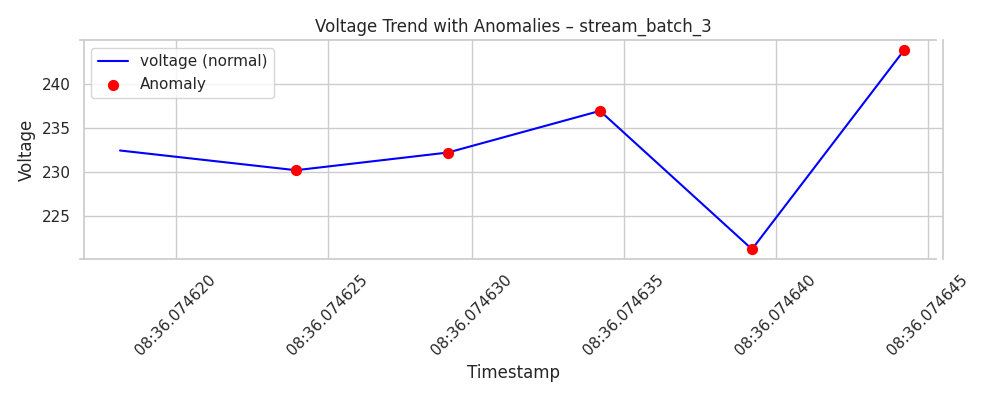 Voltage Trend with Anomalies – stream_batch_3
voltage (normal)
Anomaly
Voltage
240
235
230
225
08:36.074620
08:36.074625
08:36.074630
08:36.074635
08:36.074640
08:36.074645
Timestamp